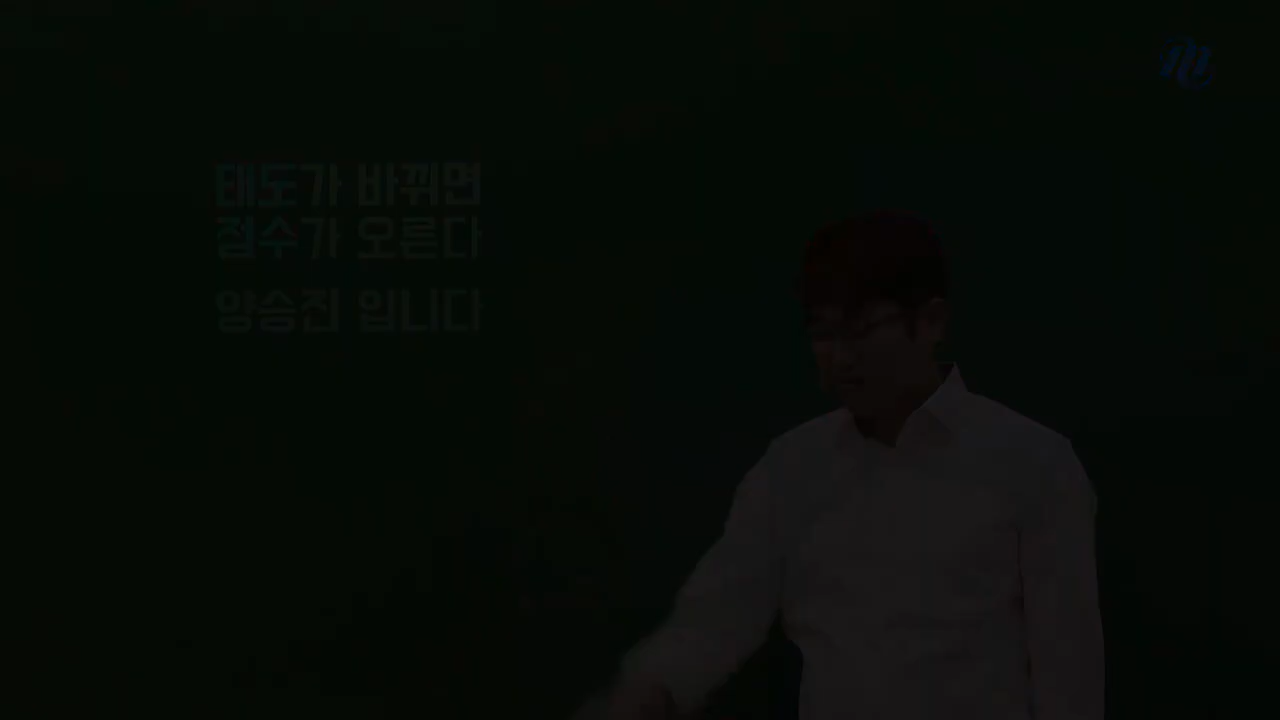 태도가 바뀌면
점수가 오른다
양승진 입니다